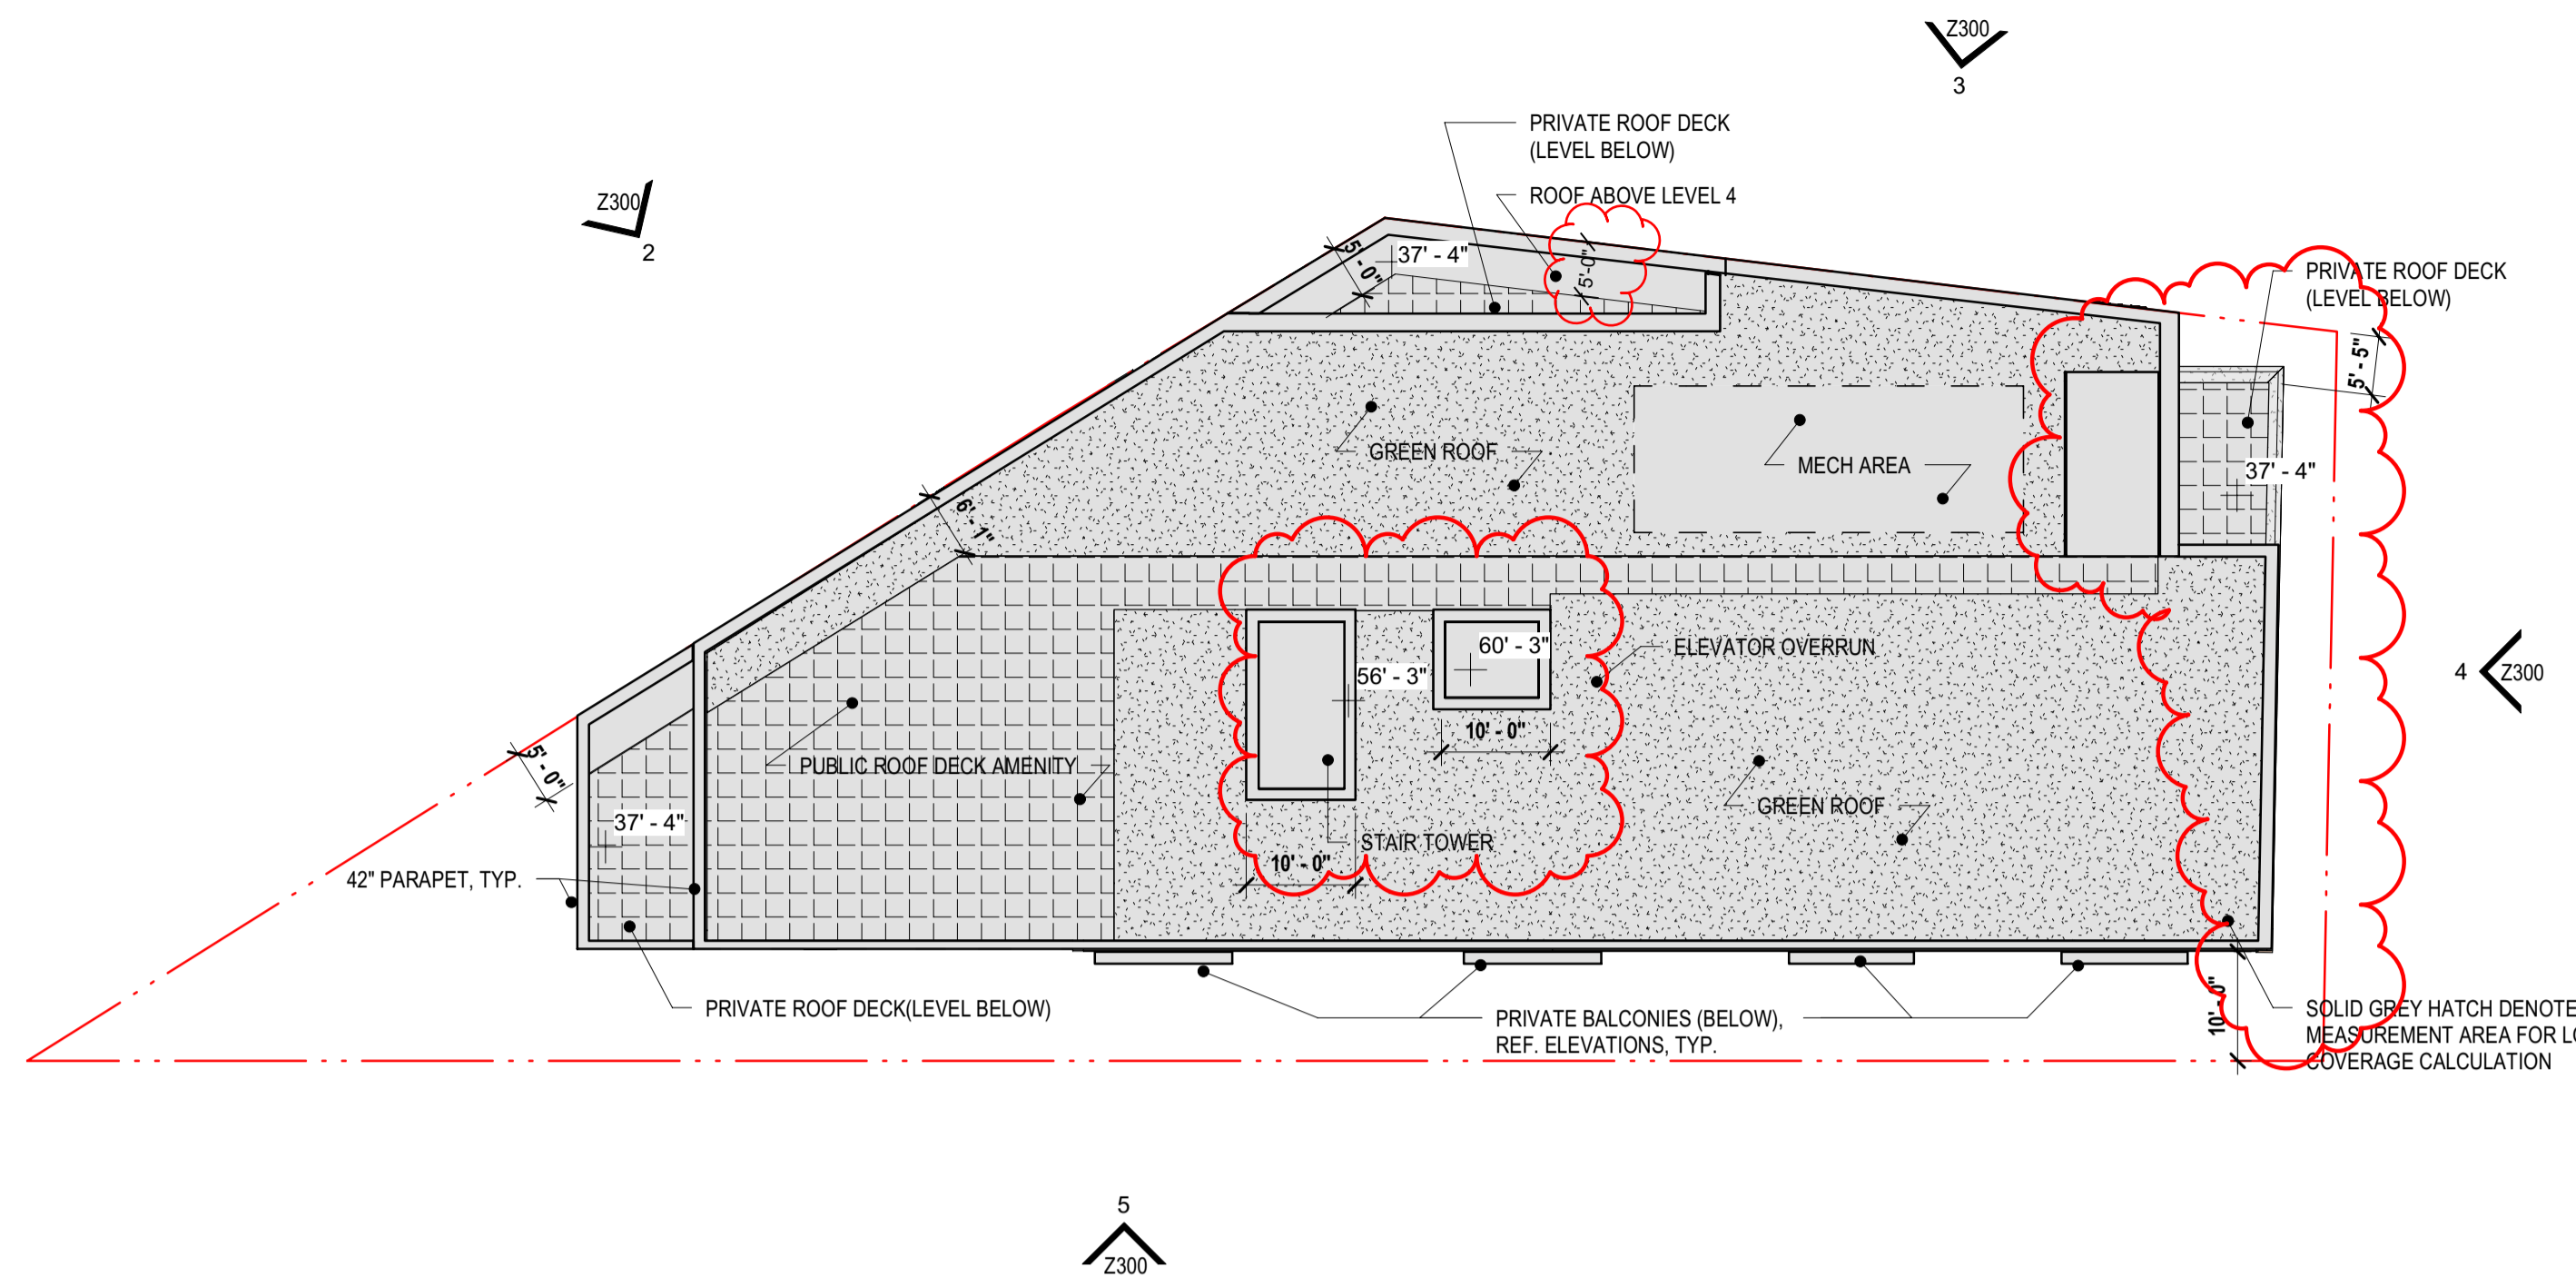 Z300
3
PRIVATE ROOF DECK
(LEVEL BELOW)
ROOF ABOVE LEVEL 4
Z300
2
5' - 0"
37' - 4"
5'-0"
PRIVATE ROOF DECK
(LEVEL BELOW)
5' - 5"
GREEN ROOF
MECH AREA
37' - 4"
6' - 1"
60' - 3"
ELEVATOR OVERRUN
56' - 3"
4
Z300
10' - 0"
5' - 0"
PUBLIC ROOF DECK AMENITY
37' - 4"
GREEN ROOF
STAIR TOWER
10' - 0"
42" PARAPET, TYP.
PRIVATE ROOF DECK(LEVEL BELOW)
PRIVATE BALCONIES (BELOW),
REF. ELEVATIONS, TYP.
10' - 0"
SOLID GREY HATCH DENOTE
MEASUREMENT AREA FOR
COVERAGE CALCULATION
5
Z300